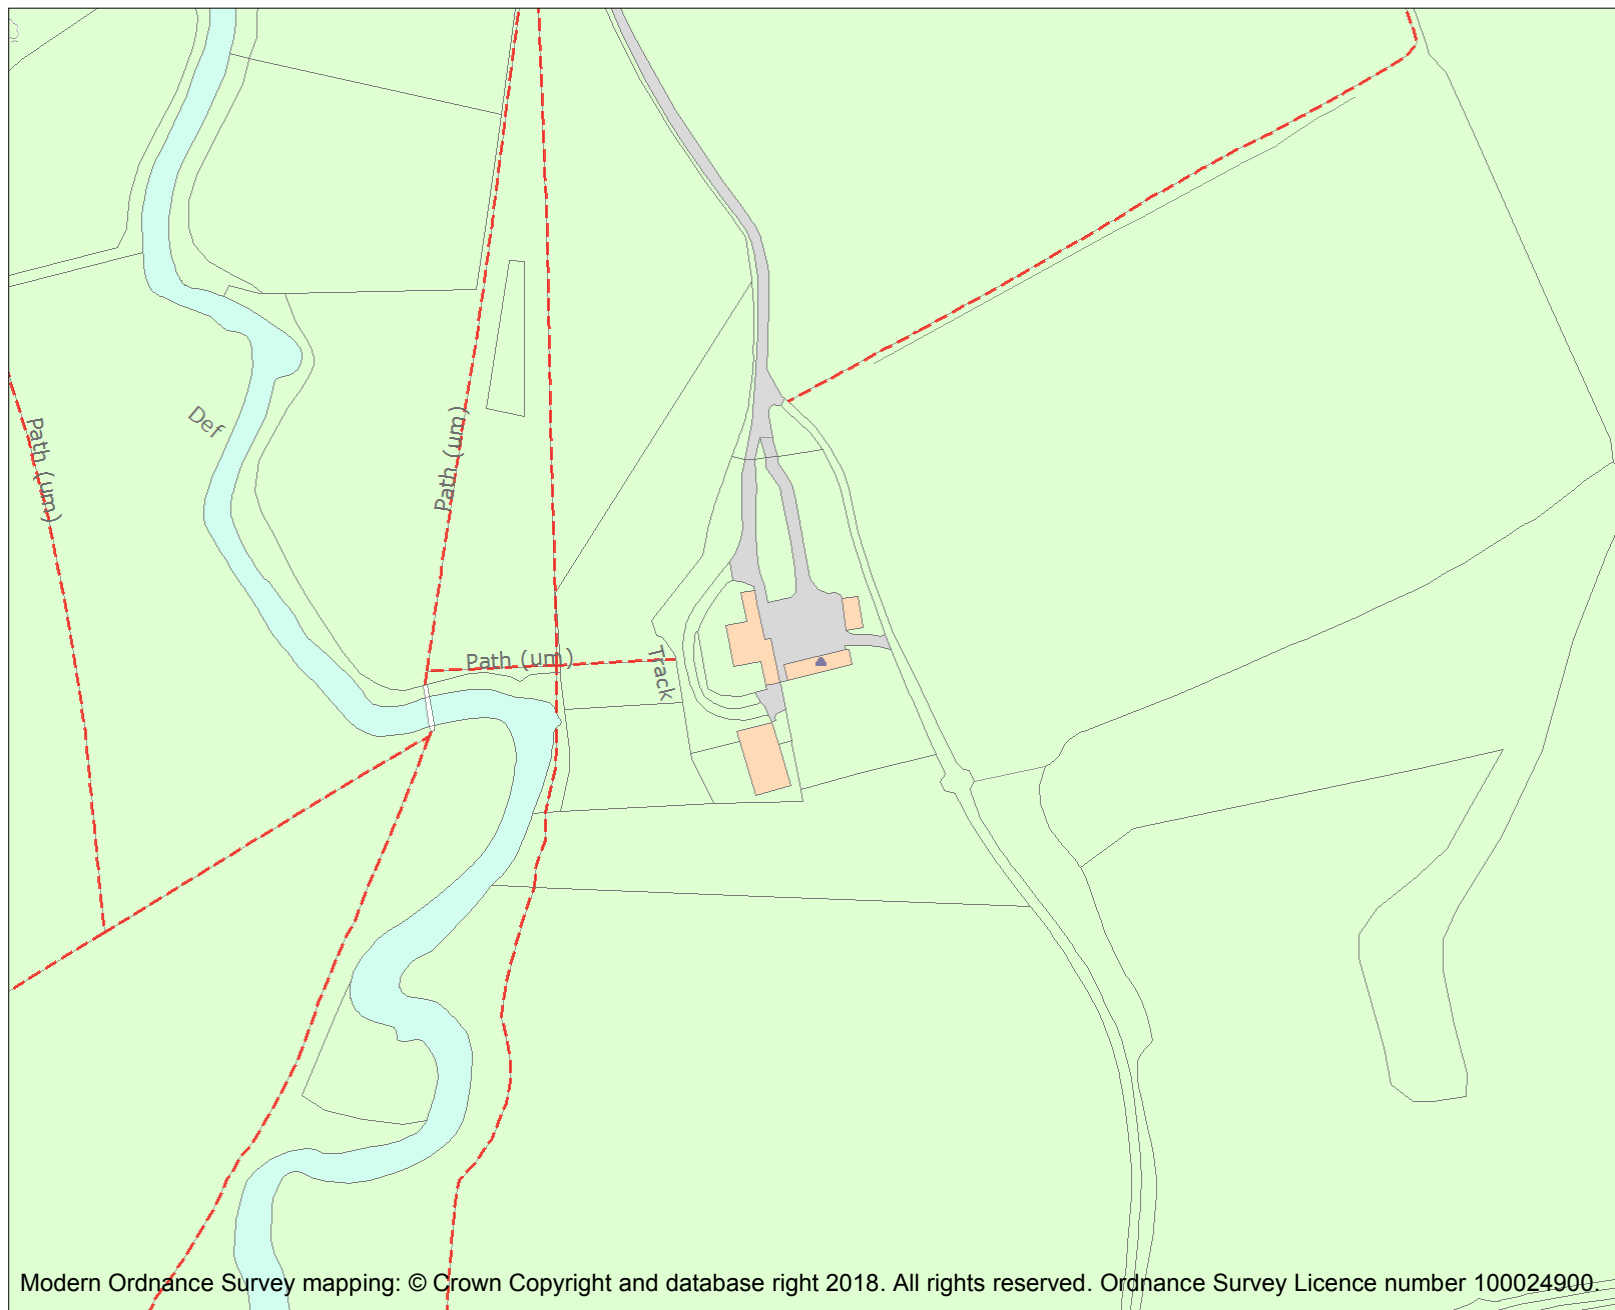 Def
Path (um)
Path (um)
Path (um)
Track
Modern Ordnance Survey mapping: © Crown Copyright and database right 2018. All rights reserved. Ordnance Survey Licence number 100024900.